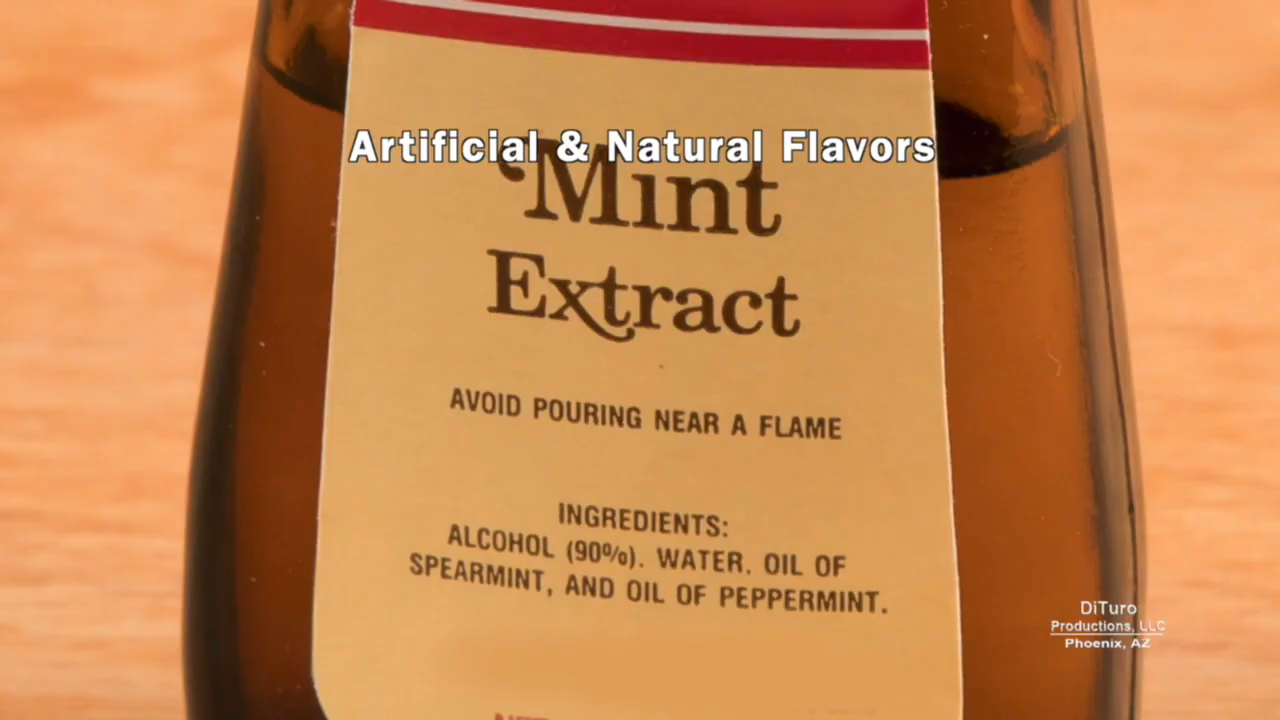 Artificial & Natural Flavors
Mint
Extract
AVOID POURING NEAR A FLAME
INGREDIENTS:
ALCOHOL (90%). WATER. OIL OF
SPEARMINT, AND OIL OF PEPPERMINT.
DiTuro
Productions, LLC
Phoenix, AZ